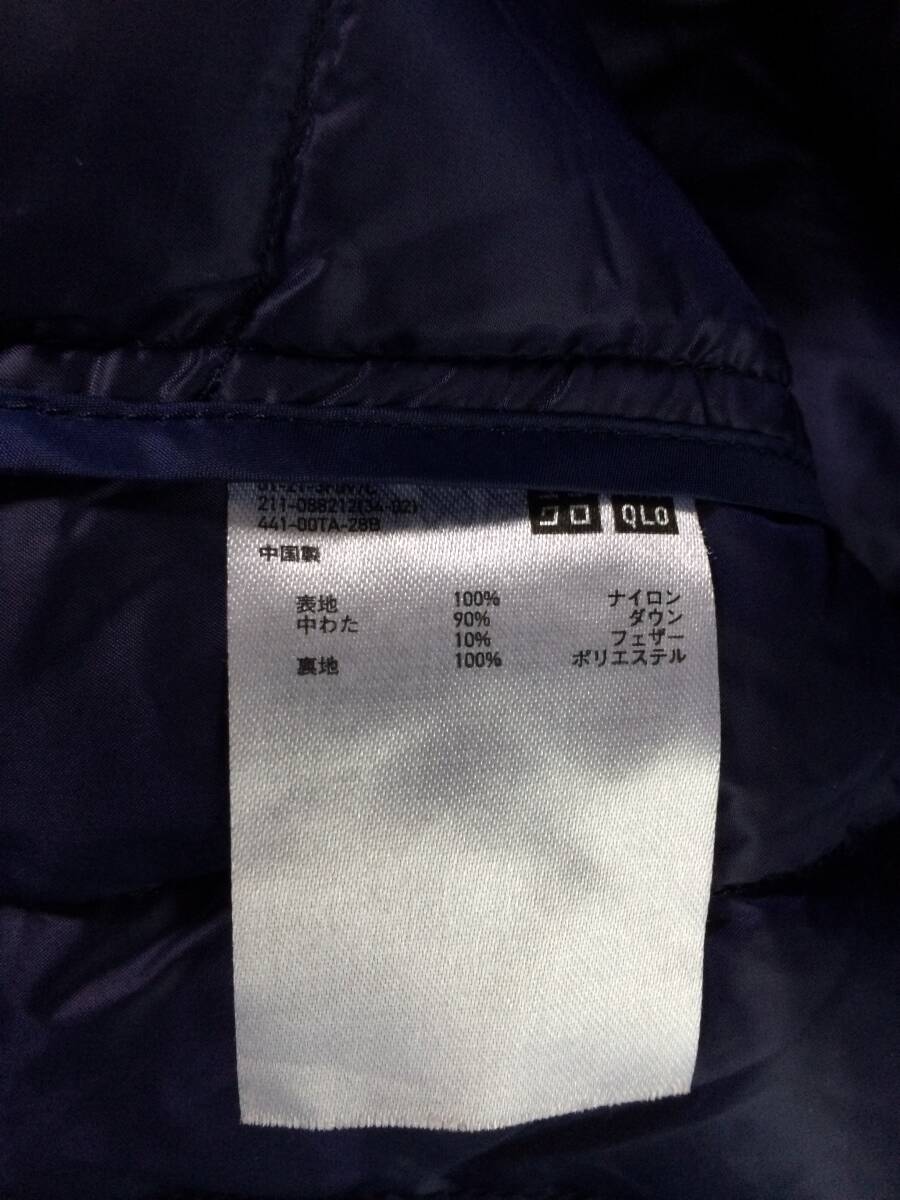 211-088212(34-02)
441-00TA-28B
クロ QLO
中国製
表地 100% ナイロン
中わた 90% ダウン
10% フェザー
裏地 100% ポリエステル